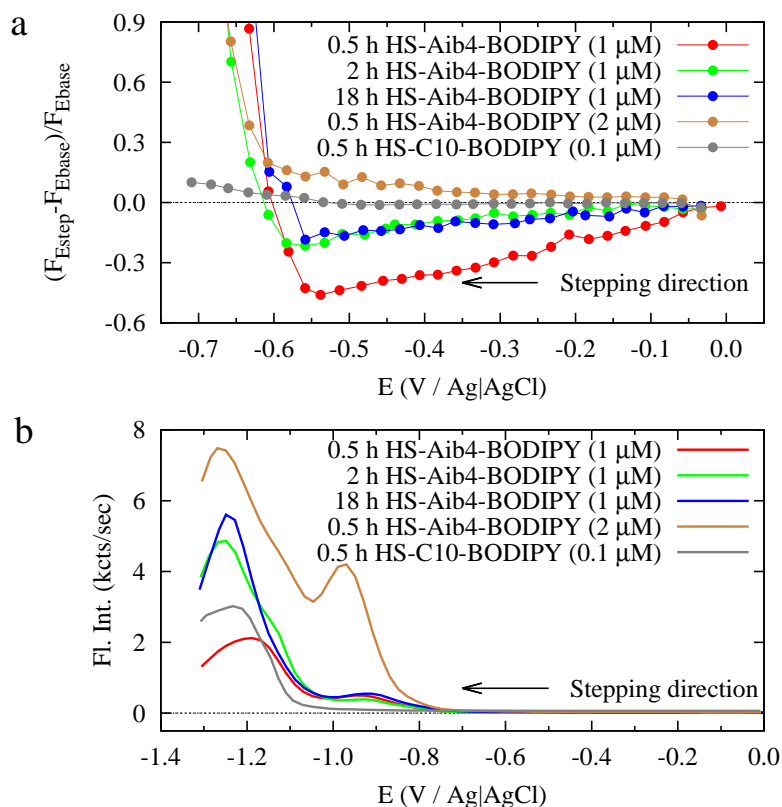 a
(F_Estep-F_Ebase)/F_Ebase
0.9
0.6
0.3
0.0
-0.3
-0.6
0.5 h HS-Aib4-BODIPY (1 μM)
2 h HS-Aib4-BODIPY (1 μM)
18 h HS-Aib4-BODIPY (1 μM)
0.5 h HS-Aib4-BODIPY (2 μM)
0.5 h HS-C10-BODIPY (0.1 μM)
Stepping direction
-0.7 -0.6 -0.5 -0.4 -0.3 -0.2 -0.1 0.0
E (V / Ag|AgCl)
b
Fl. Int. (kcts/sec)
8
6
4
2
0
0.5 h HS-Aib4-BODIPY (1 μM)
2 h HS-Aib4-BODIPY (1 μM)
18 h HS-Aib4-BODIPY (1 μM)
0.5 h HS-Aib4-BODIPY (2 μM)
0.5 h HS-C10-BODIPY (0.1 μM)
Stepping direction
-1.4 -1.2 -1.0 -0.8 -0.6 -0.4 -0.2 0.0
E (V / Ag|AgCl)